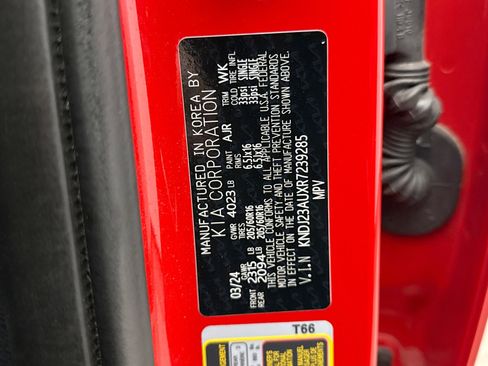 MANUFACTURED IN KOREA BY
KIA CORPORATION
03/24 GVWR 4023 LB PAINT AJR TRIM WK
GAWR TIRES RIMS COLD TIRE INFL
FRONT 2315 LB 205/60R16 6.5Jx16 33psi SINGLE
REAR 2094 LB 205/60R16 6.5Jx16 33psi SINGLE
THIS VEHICLE CONFORMS TO ALL APPLICABLE U.S.A. FEDERAL
MOTOR VEHICLE SAFETY AND THEFT PREVENTION STANDARDS
IN EFFECT ON THE DATE OF MANUFACTURE SHOWN ABOVE.
V.I.N KNDJ23AUXR7239285
MPV
T66